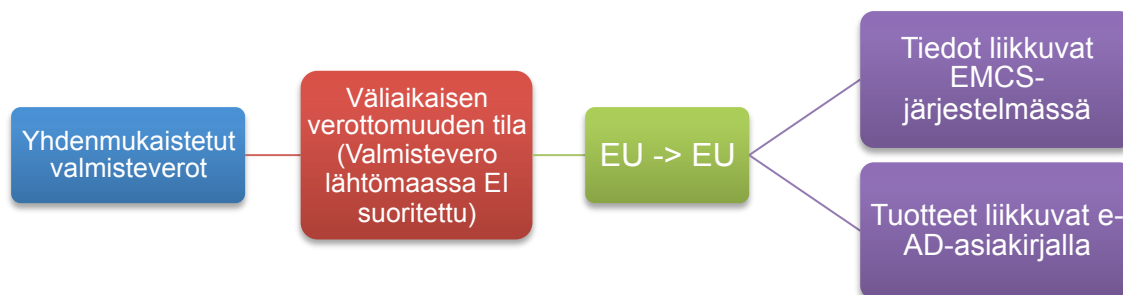 Yhdenmukaistetut
valmisteverot
Väliaikaisen
verottomuuden tila
(Valmistevero
lähtömaassa EI
suoritettu)
EU -> EU
Tiedot liikkuvat
EMCS-
järjestelmässä
Tuotteet liikkuvat e-
AD-asiakirjalla